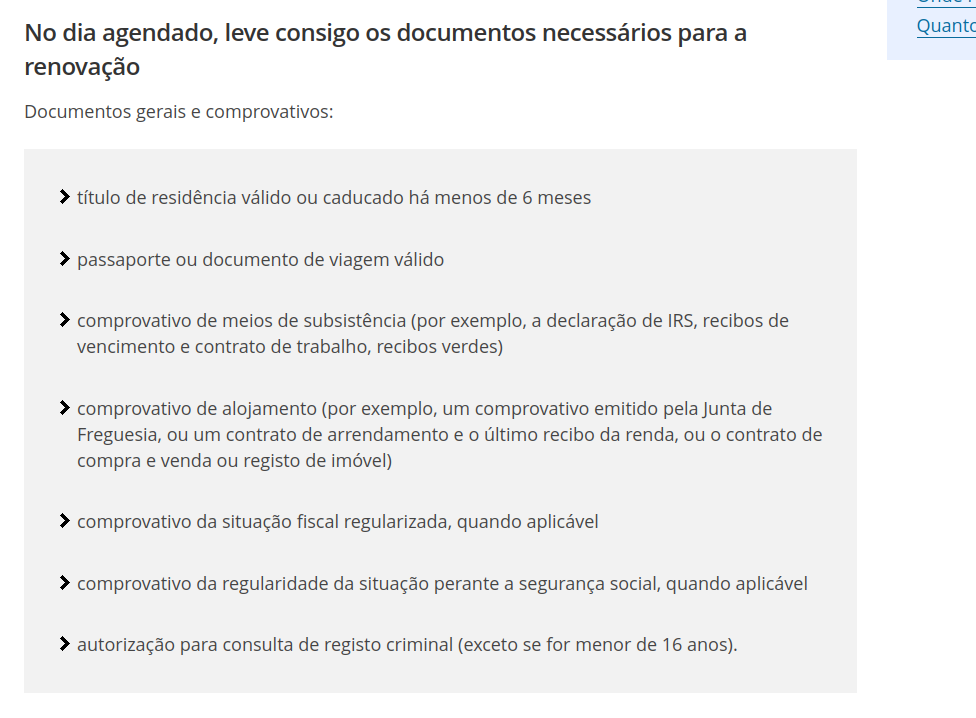 No dia agendado, leve consigo os documentos necessários para a
renovação
Documentos gerais e comprovativos:
título de residência válido ou caducado há menos de 6 meses
passaporte ou documento de viagem válido
comprovativo de meios de subsistência (por exemplo, a declaração de IRS, recibos de
vencimento e contrato de trabalho, recibos verdes)
comprovativo de alojamento (por exemplo, um comprovativo emitido pela Junta de
Freguesia, ou um contrato de arrendamento e o último recibo da renda, ou o contrato de
compra e venda ou registo de imóvel)
comprovativo da situação fiscal regularizada, quando aplicável
comprovativo da regularidade da situação perante a segurança social, quando aplicável
autorização para consulta de registo criminal (exceto se for menor de 16 anos).
Quanto